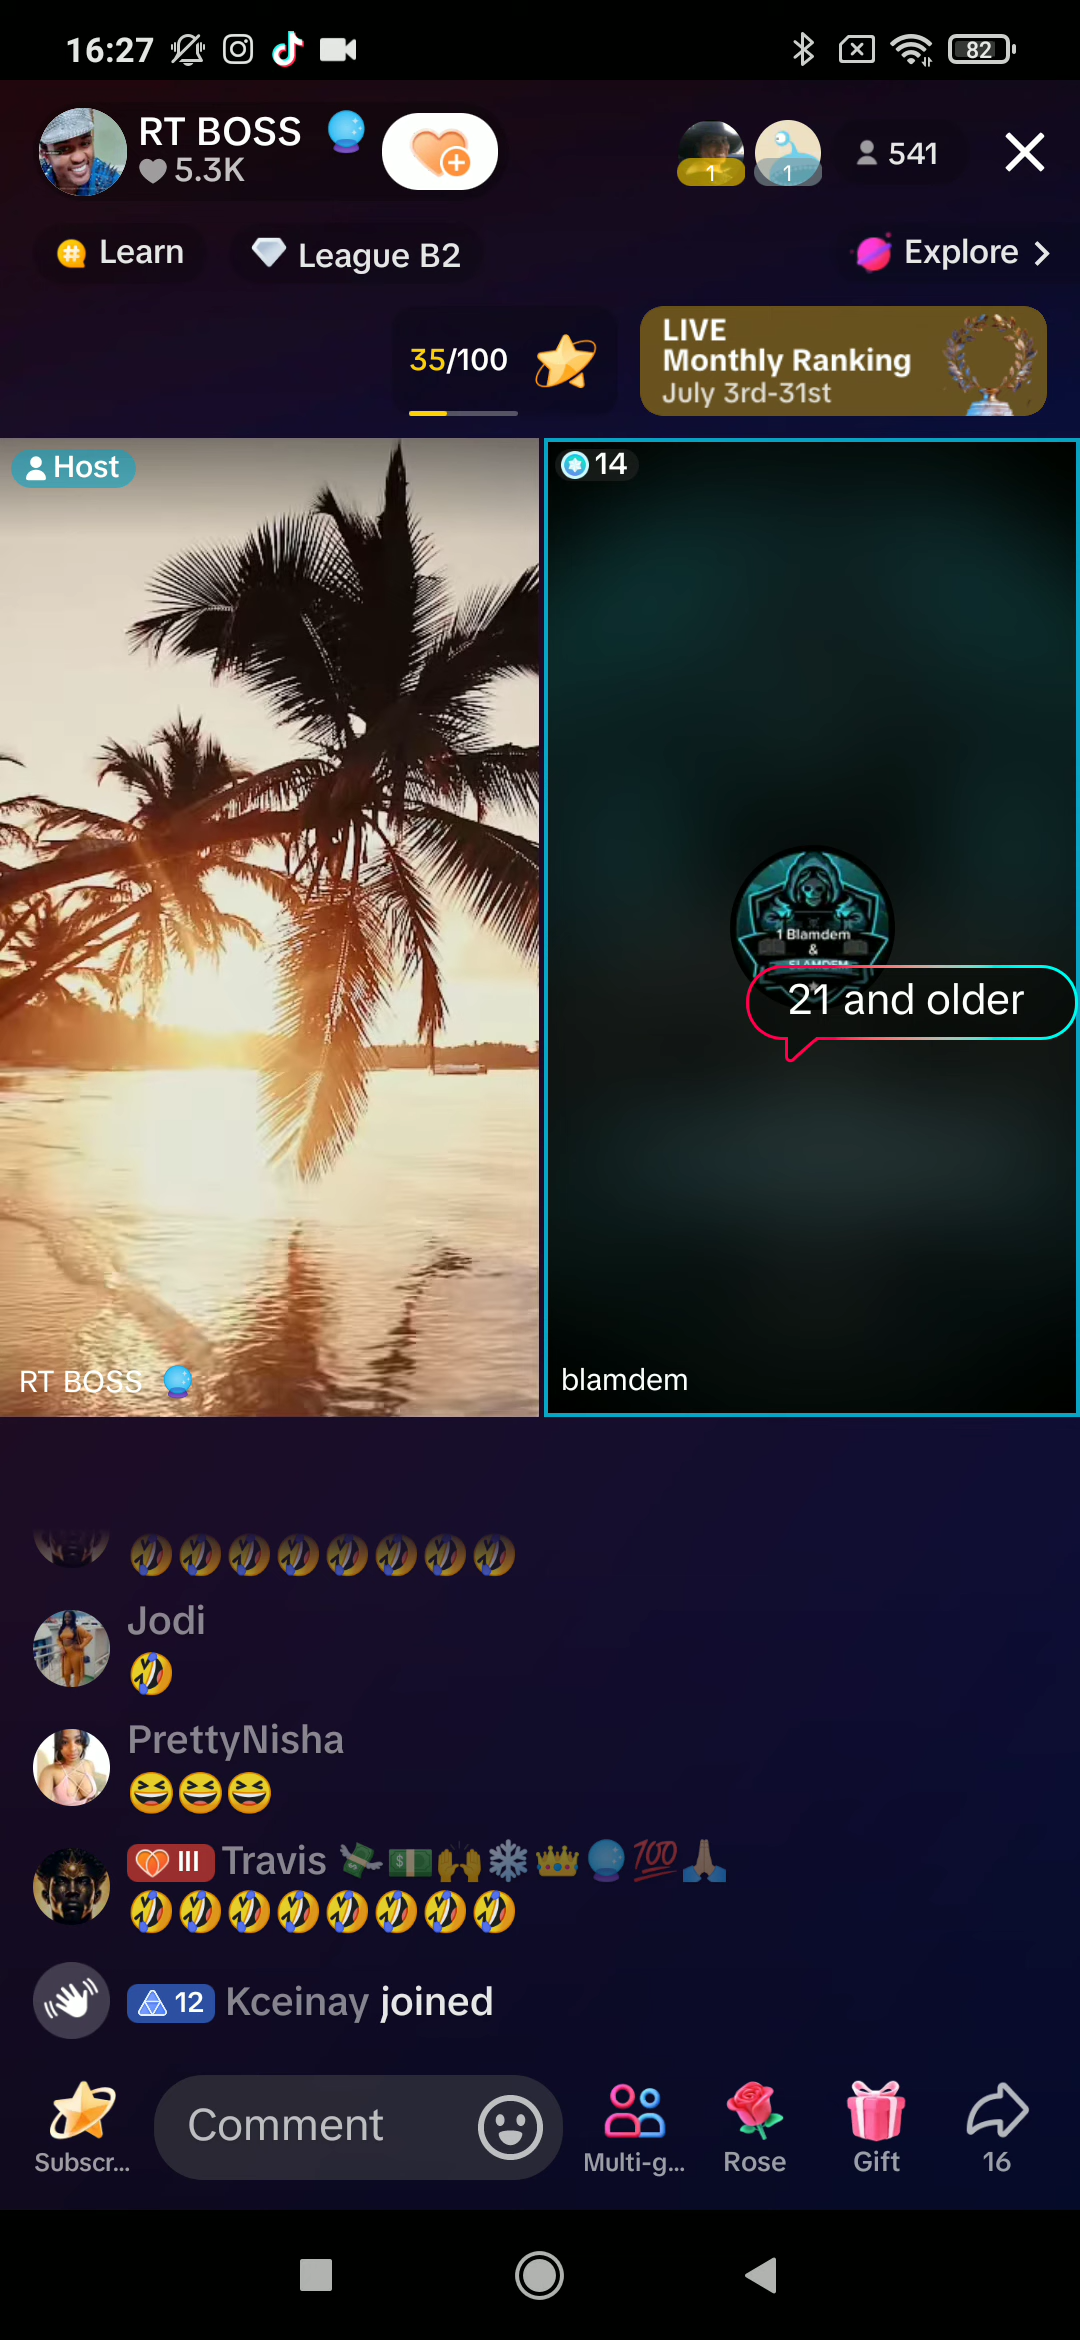 16:27
82
RT BOSS
5.3K
1
1
541
Learn
League B2
Explore
35/100
LIVE
Monthly Ranking
July 3rd-31st
Host
14
1 Blamdem
&
SLAMDEM
21 and older
RT BOSS
blamdem
Jodi
PrettyNisha
III Travis 💸💵🙌❄️👑🔮💯🙏🏽
12 Kceinay joined
Subscr...
Comment
Multi-g...
Rose
Gift
16